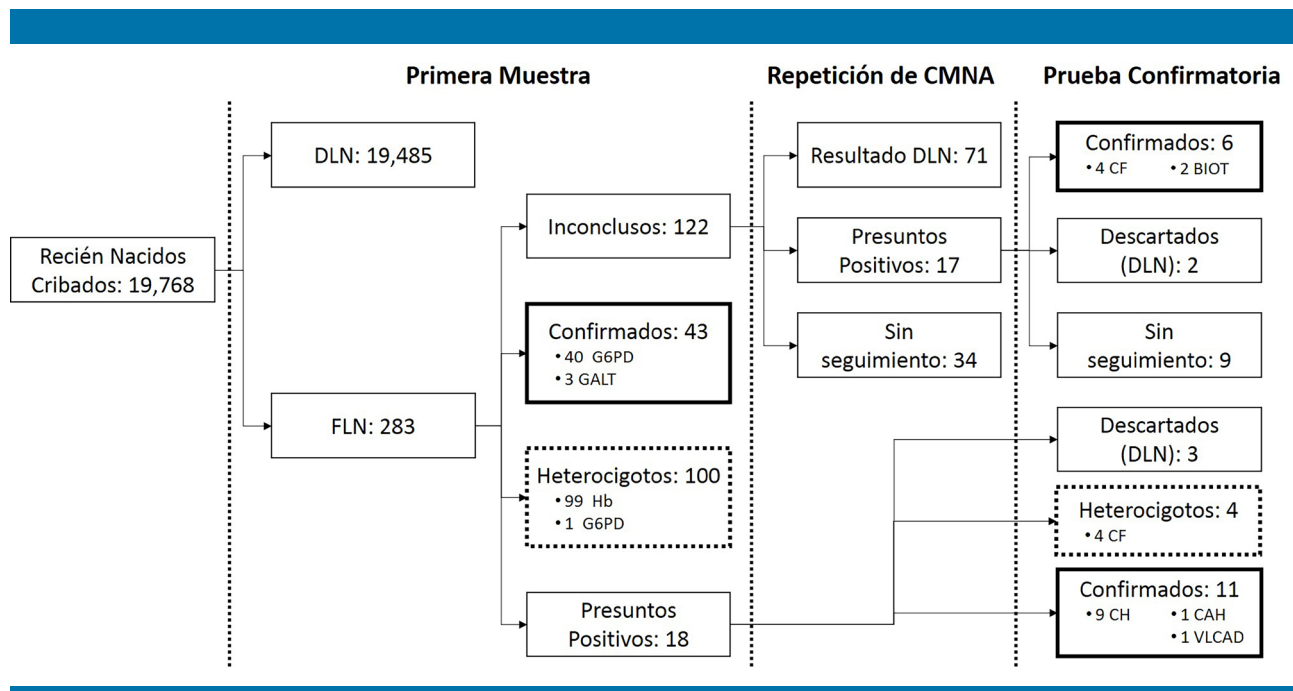 Primera Muestra
Repetición de CMNA
Prueba Confirmatoria
Recién Nacidos
Cribados: 19,768
DLN: 19,485
FLN: 283
Inconclusos: 122
Confirmados: 43
• 40 G6PD
• 3 GALT
Heterocigotos: 100
• 99 Hb
• 1 G6PD
Presuntos
Positivos: 18
Resultado DLN: 71
Presuntos
Positivos: 17
Sin
seguimiento: 34
Confirmados: 6
• 4 CF • 2 BIOT
Descartados
(DLN): 2
Sin
seguimiento: 9
Descartados
(DLN): 3
Heterocigotos: 4
• 4 CF
Confirmados: 11
• 9 CH • 1 CAH
• 1 VLCAD